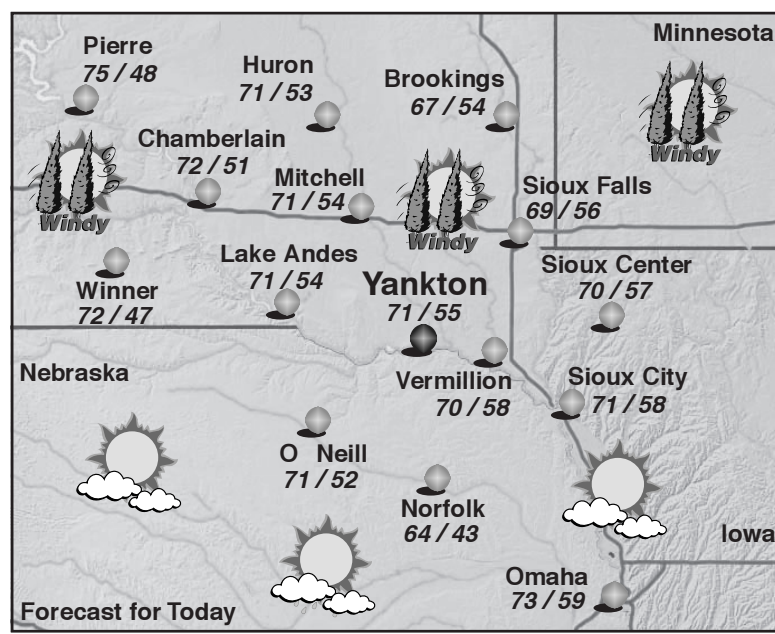 Minnesota
Pierre
75 / 48
Huron
71 / 53
Brookings
67 / 54
Windy
Chamberlain
72 / 51
Mitchell
71 / 54
Sioux Falls
69 / 56
Windy
Windy
Lake Andes
71 / 54
Winner
72 / 47
Yankton
71 / 55
Sioux Center
70 / 57
Nebraska
Vermillion
70 / 58
Sioux City
71 / 58
O Neill
71 / 52
Norfolk
64 / 43
Iowa
Omaha
73 / 59
Forecast for Today